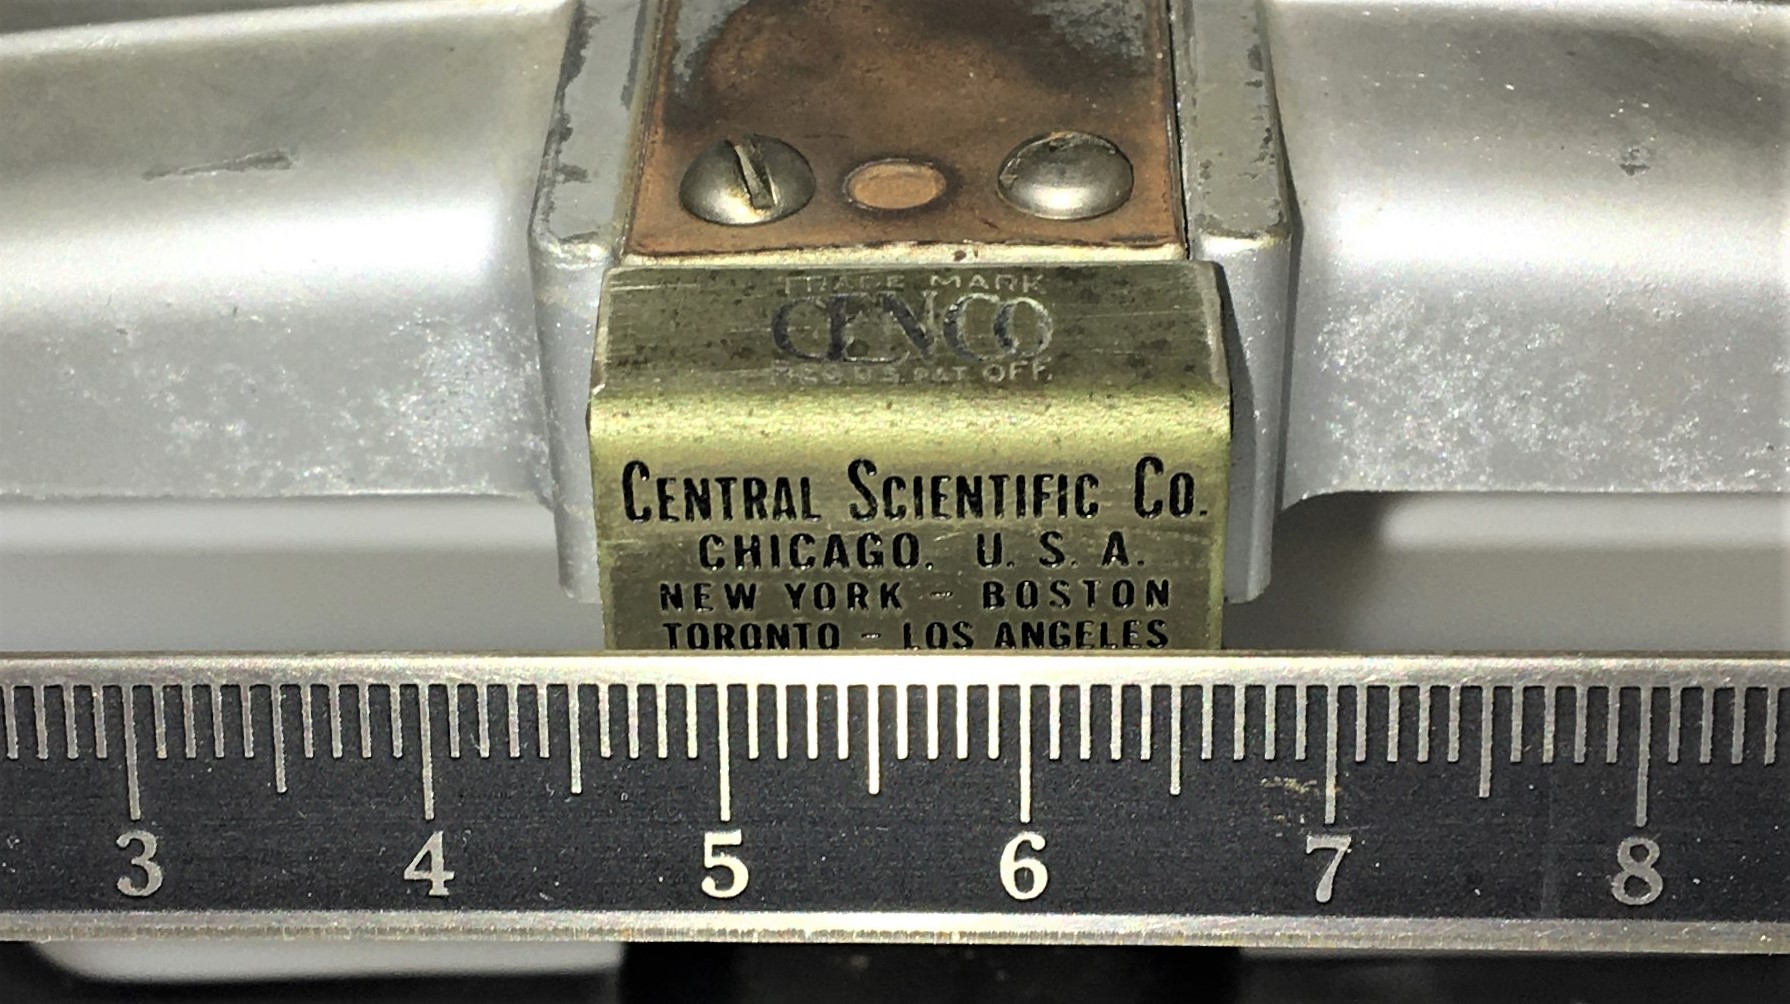 TRADE MARK
CENCO
REG. U.S. PAT OFF.
CENTRAL SCIENTIFIC CO.
CHICAGO, U. S. A.
NEW YORK - BOSTON
TORONTO - LOS ANGELES
3 4 5 6 7 8